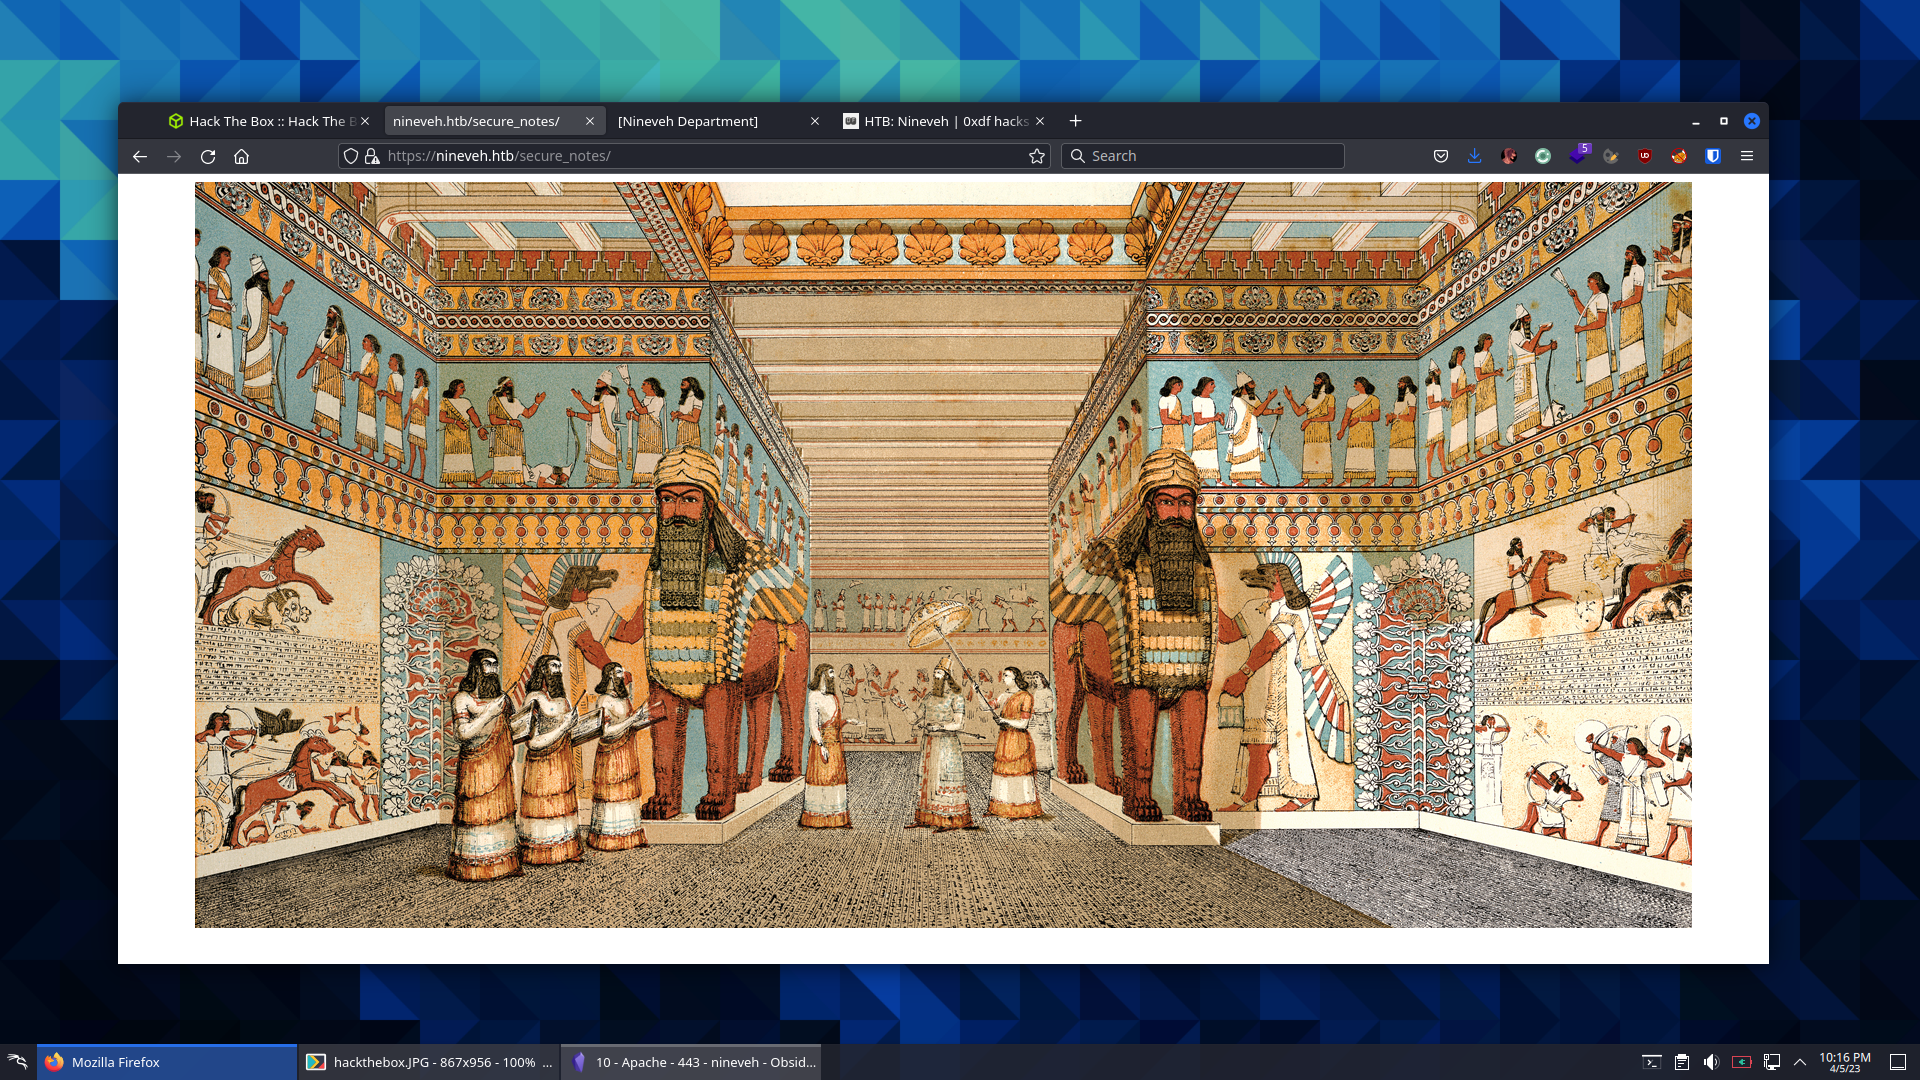 Hack The Box :: Hack The B
nineveh.htb/secure_notes/
[Nineveh Department]
HTB: Nineveh | 0xdf hacks
https://nineveh.htb/secure_notes/
Search
5
Mozilla Firefox
hackthebox.JPG - 867x956 - 100% ...
10 - Apache - 443 - nineveh - Obsid...
10:16 PM
4/5/23